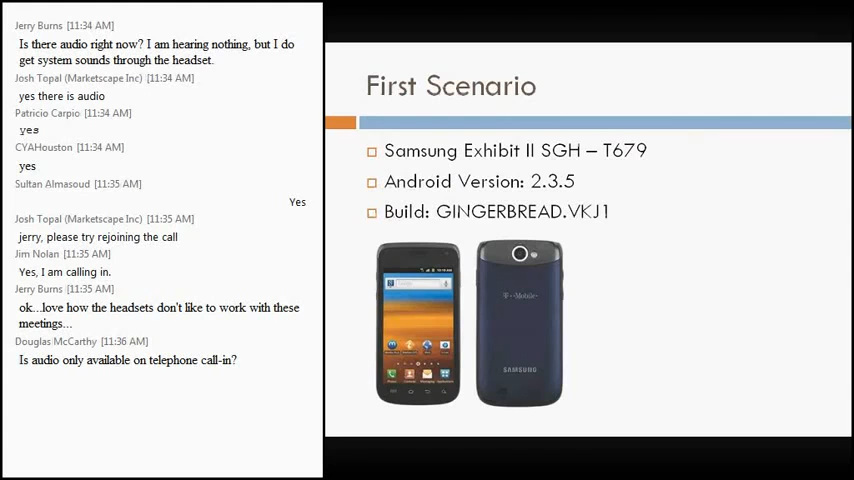 Jerry Burns [11:34 AM]
Is there audio right now? I am hearing nothing, but I do
get system sounds through the headset.
Josh Topal (Marketscape Inc) [11:34 AM]
yes there is audio
Patricio Carpio [11:34 AM]
yes
CYAHouston [11:34 AM]
yes
Sultan Almasoud [11:35 AM]
Yes
Josh Topal (Marketscape Inc) [11:35 AM]
jerry, please try rejoining the call
Jim Nolan [11:35 AM]
Yes, I am calling in.
Jerry Burns [11:35 AM]
ok...love how the headsets don't like to work with these
meetings...
Douglas McCarthy [11:36 AM]
Is audio only available on telephone call-in?
First Scenario
Samsung Exhibit II SGH – T679
Android Version: 2.3.5
Build: GINGERBREAD.VKJ1
T-Mobile
SAMSUNG